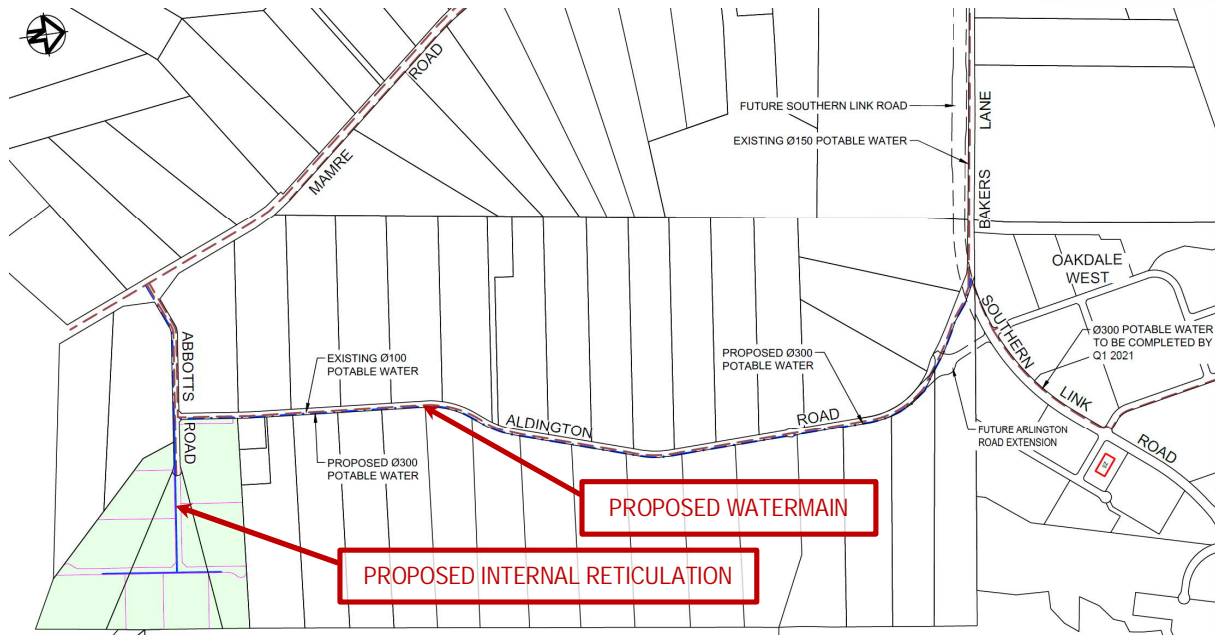 N
ROAD
MAMRE
FUTURE SOUTHERN LINK ROAD
EXISTING Ø150 POTABLE WATER
LANE
BAKERS
OAKDALE
WEST
SOUTHERN
LINK
ROAD
Ø300 POTABLE WATER
TO BE COMPLETED BY
Q1 2021
ABBOTTS
ROAD
EXISTING Ø100
POTABLE WATER
PROPOSED Ø300
POTABLE WATER
ALDINGTON
ROAD
PROPOSED Ø300
POTABLE WATER
FUTURE ARLINGTON
ROAD EXTENSION
PROPOSED WATERMAIN
PROPOSED INTERNAL RETICULATION